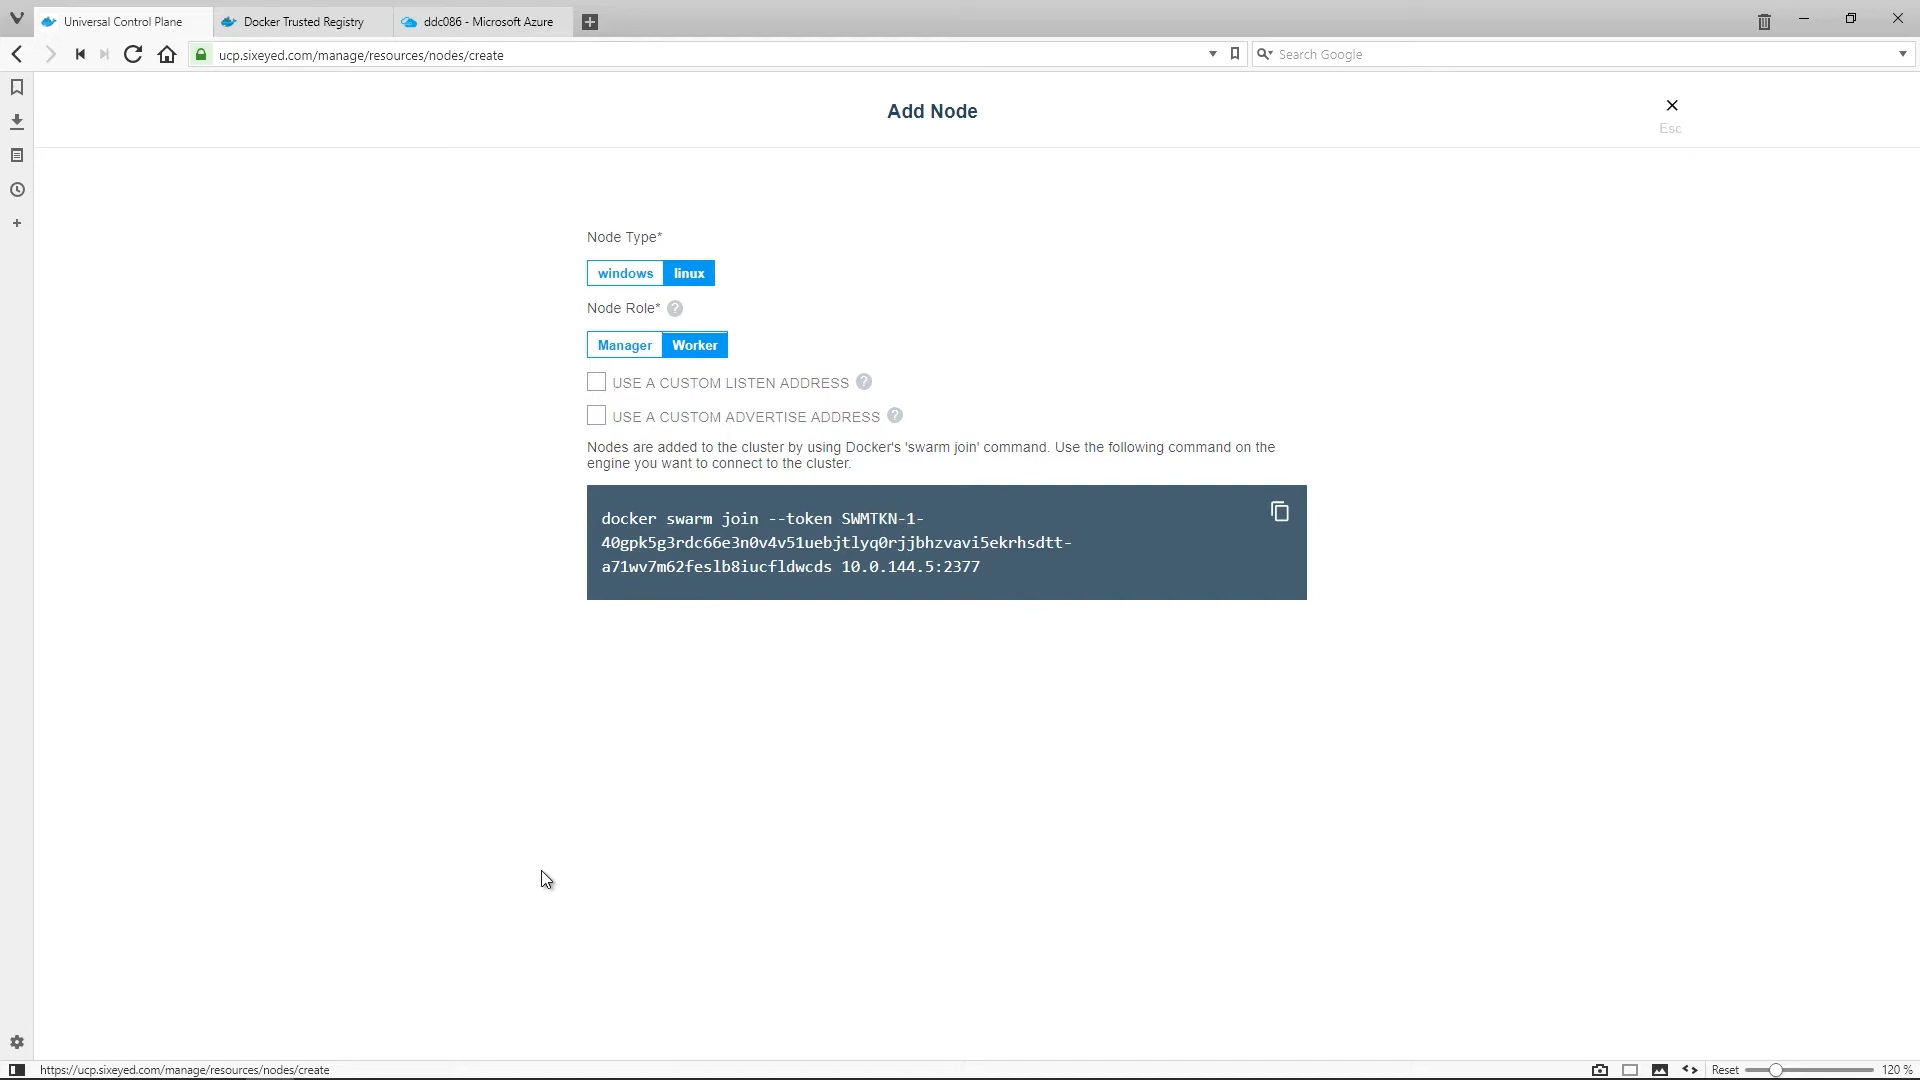 Universal Control Plane
Docker Trusted Registry
ddc086 - Microsoft Azure
ucp.sixeyed.com/manage/resources/nodes/create
Search Google
Add Node
Esc
Node Type*
windows linux
Node Role* ?
Manager Worker
USE A CUSTOM LISTEN ADDRESS ?
USE A CUSTOM ADVERTISE ADDRESS ?
Nodes are added to the cluster by using Docker's 'swarm join' command. Use the following command on the
engine you want to connect to the cluster.
docker swarm join --token SWMTKN-1-
40gpk5g3rdc66e3n0v4v51uebjtlyq0rjjbhzvavi5ekrhsdtt-
a71wv7m62feslb8iucfldwcds 10.0.144.5:2377
https://ucp.sixeyed.com/manage/resources/nodes/create
Reset
120 %